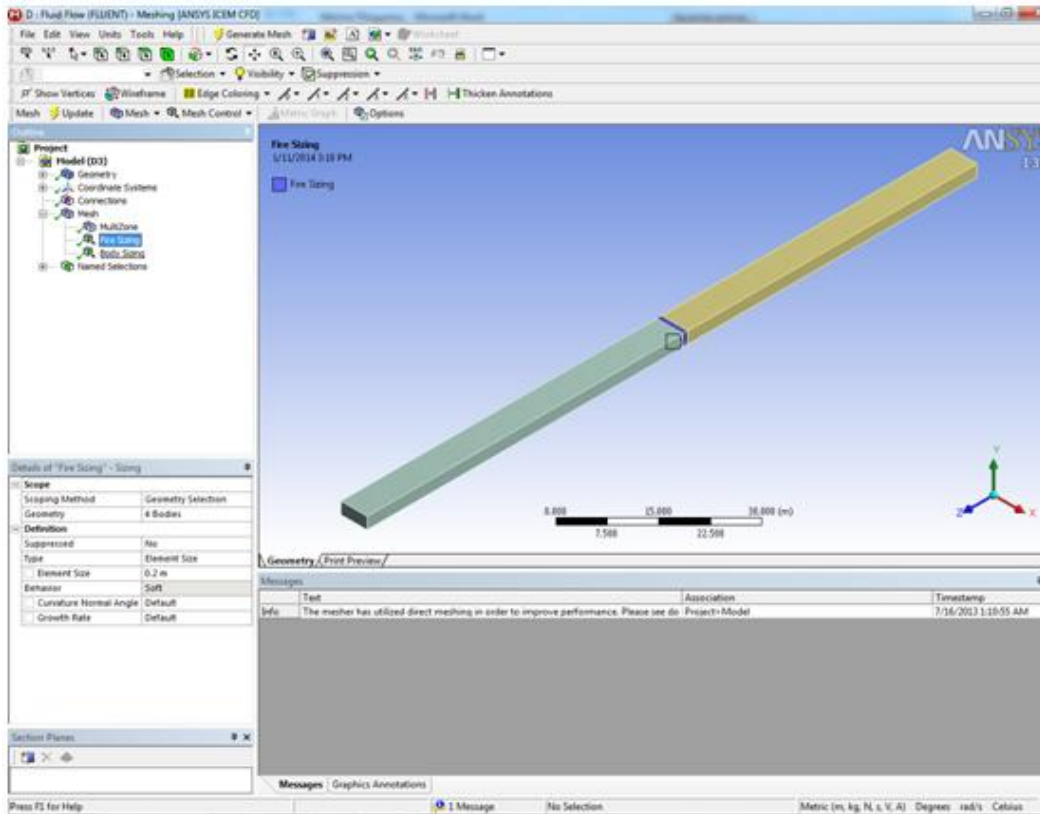 D : Fluid Flow (FLUENT) - Meshing [ANSYS ICEM CFD]
File Edit View Units Tools Help Generate Mesh Worksheet
Selection Visibility Suppression
Show Vertices Wireframe Edge Coloring Thicken Annotations
Mesh Update Mesh Mesh Control Metric Graph Options
Outline
Project
Model (D3)
Geometry
Coordinate Systems
Connections
Mesh
MultiZone
Fire Sizing
Body Sizing
Named Selections
Fire Sizing
1/11/2014 3:18 PM
Fire Sizing
ANSYS
Y
Z X
0.000 15.000 30.000 (m)
7.500 22.500
Geometry Print Preview
Details of "Fire Sizing" - Sizing
Scope
Scoping Method Geometry Selection
Geometry 4 Bodies
Definition
Suppressed No
Type Element Size
Element Size 0.2 m
Behavior Soft
Curvature Normal Angle Default
Growth Rate Default
Section Planes
Messages
Text Association Timestamp
Info The mesher has utilized direct meshing in order to improve performance. Please see do Project>Model 7/16/2013 1:10:55 AM
Messages Graphics Annotations
Press F1 for Help 1 Message No Selection Metric (m, kg, N, s, V, A) Degrees rad/s Celsius